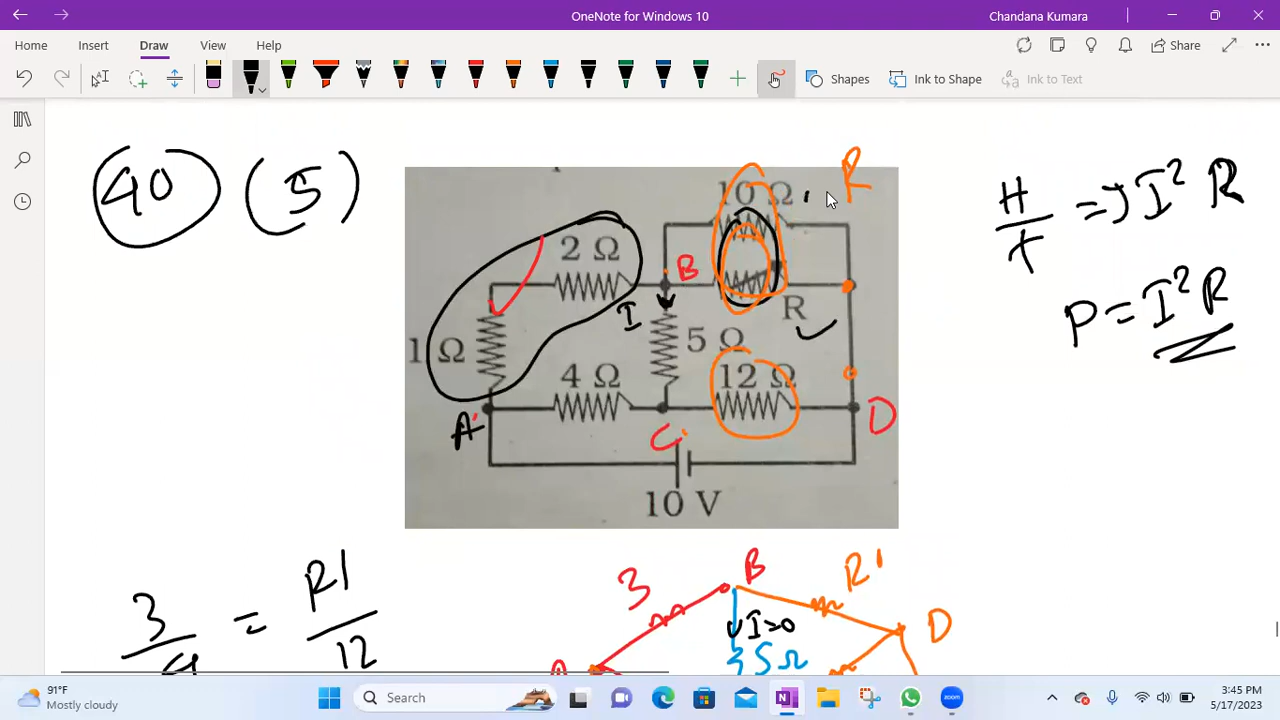 OneNote for Windows 10
Chandana Kumara
Home Insert Draw View Help
Share
Shapes
Ink to Shape
Ink to Text
40 (5)
10 Ω
R
2 Ω
B
I
R
1 Ω
5 Ω
4 Ω
12 Ω
A
C
D
10 V
H/t = I² R
P = I² R
3/4 = R1/12
3
B
R1
I=0
D
5Ω
91°F
Mostly cloudy
Search
3:45 PM
5/17/2023